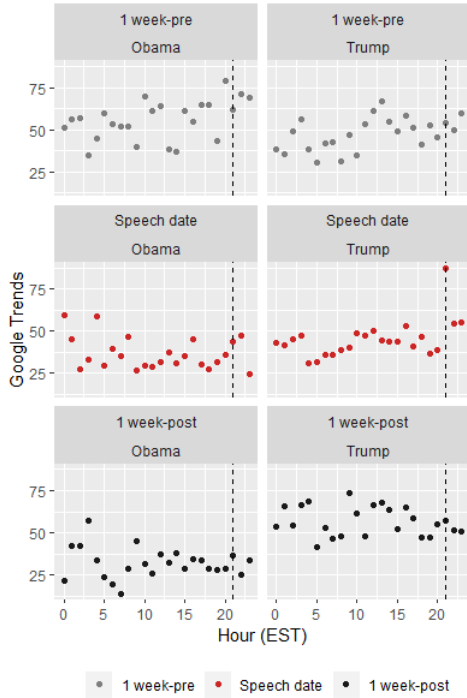 1 week-pre
1 week-pre
Obama
Trump
75
50
25
Speech date
Speech date
Obama
Trump
75
50
25
Google Trends
1 week-post
1 week-post
Obama
Trump
75
50
25
0 5 10 15 20
0 5 10 15 20
Hour (EST)
1 week-pre Speech date 1 week-post